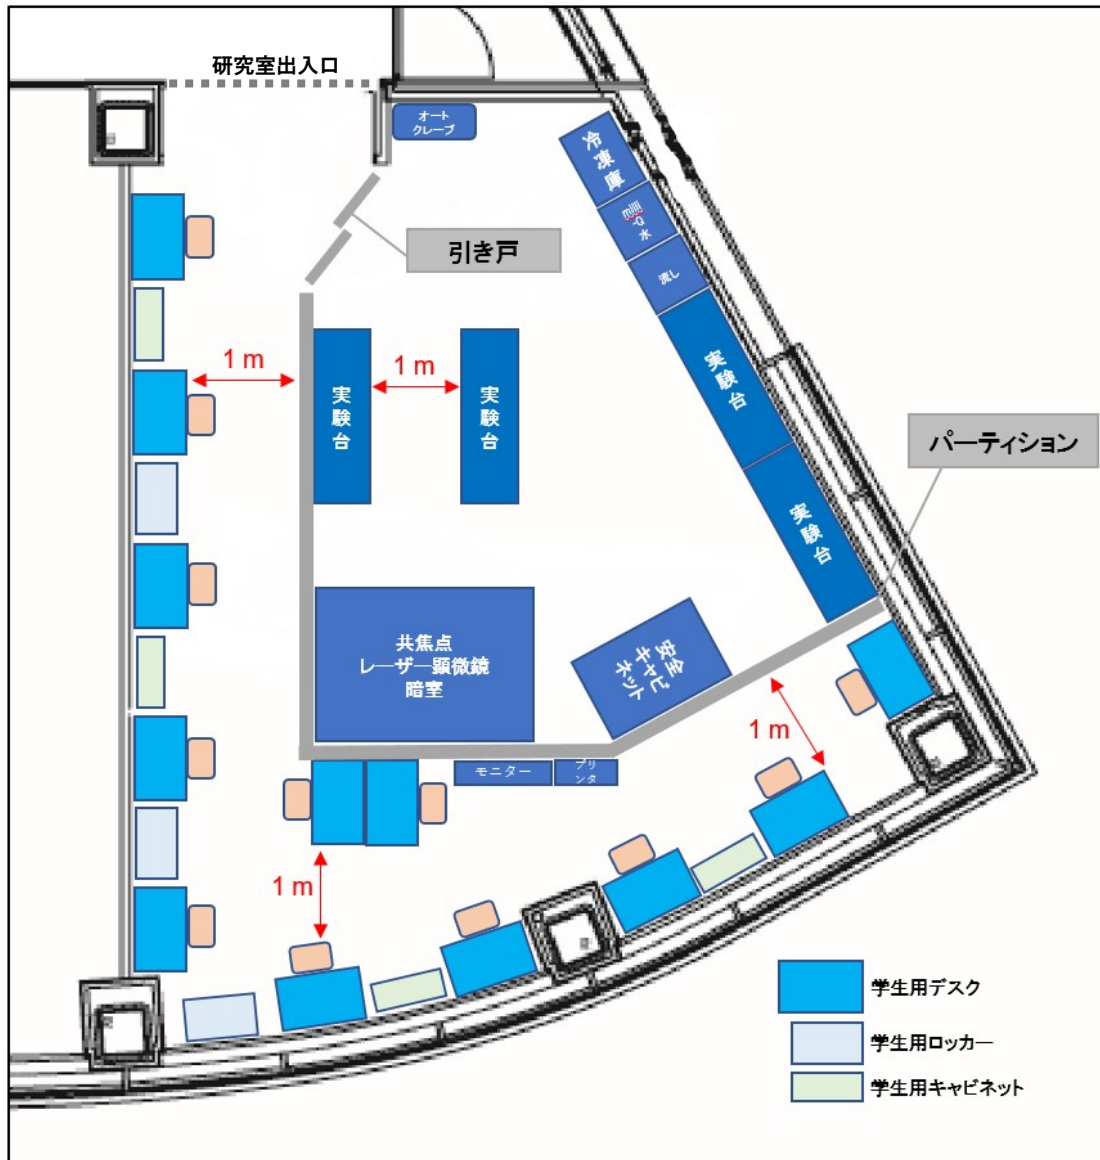 研究室出入口
オート
クレーブ
冷凍庫
milli
-Q
水
流し
引き戸
1 m
1 m
実験台
実験台
実験台
パーティション
実験台
共焦点
レーザー顕微鏡
暗室
安全
キャビ
ネット
1 m
モニター
プリ
ンタ
1 m
学生用デスク
学生用ロッカー
学生用キャビネット